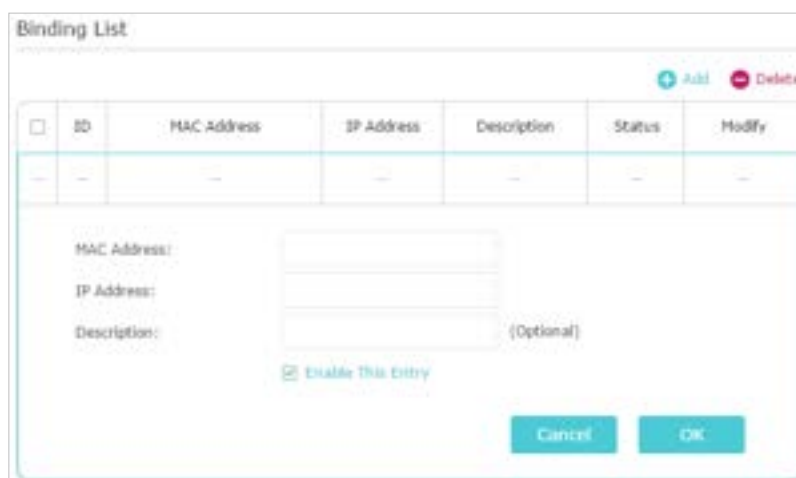 Binding List
Add Delete
ID MAC Address IP Address Description Status Modify
-- -- -- -- -- -- --
MAC Address:
IP Address:
Description: (Optional)
Enable This Entry
Cancel OK